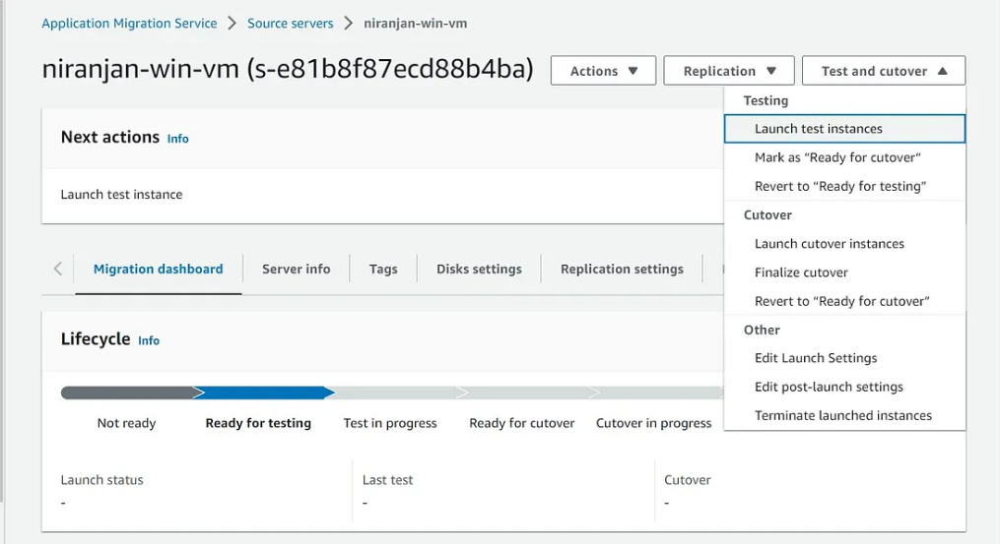 Application Migration Service > Source servers > niranjan-win-vm
niranjan-win-vm (s-e81b8f87ecd88b4ba)
Actions ▼
Replication ▼
Test and cutover ▲
Testing
Launch test instances
Mark as “Ready for cutover”
Revert to “Ready for testing”
Cutover
Launch cutover instances
Finalize cutover
Revert to “Ready for cutover”
Other
Edit Launch Settings
Edit post-launch settings
Terminate launched instances
Next actions Info
Launch test instance
Migration dashboard
Server info
Tags
Disks settings
Replication settings
Lifecycle Info
Not ready
Ready for testing
Test in progress
Ready for cutover
Cutover in progress
Launch status
-
Last test
-
Cutover
-